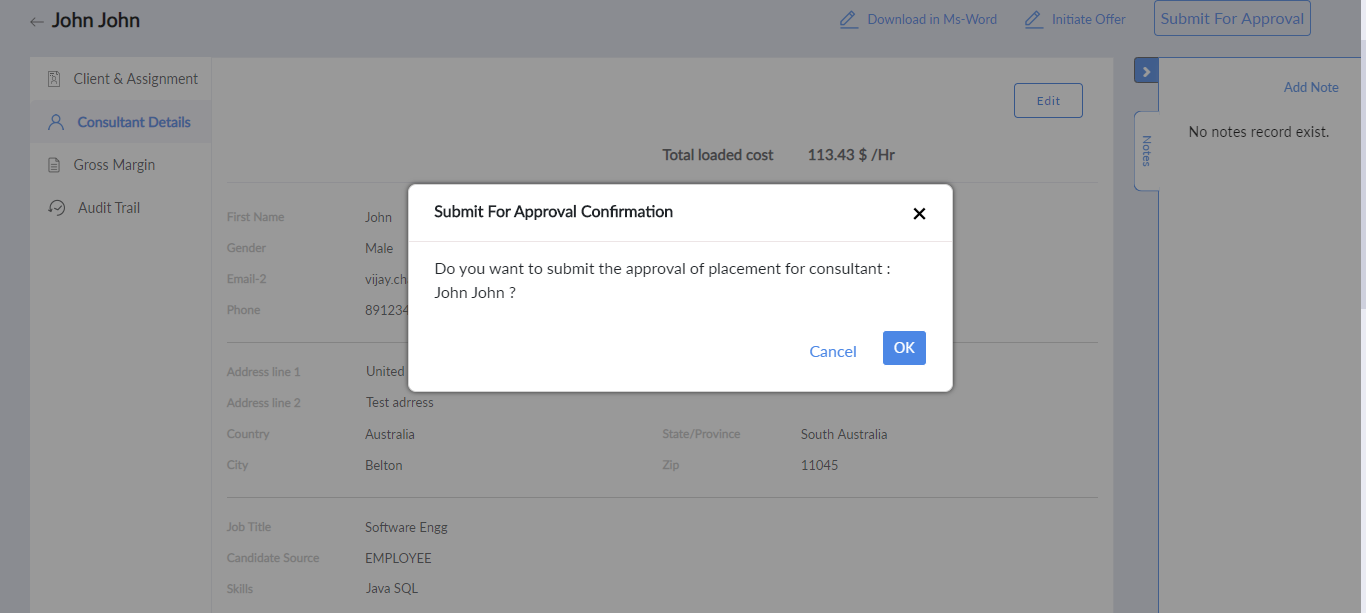 John John
Download in Ms-Word
Initiate Offer
Submit For Approval
Client & Assignment
Consultant Details
Gross Margin
Audit Trail
Edit
Total loaded cost 113.43 $ /Hr
First Name John
Gender Male
Email-2 vijay.ch
Phone 891234
Submit For Approval Confirmation
Do you want to submit the approval of placement for consultant :
John John ?
Cancel
OK
Address line 1 United
Address line 2 Test adrress
Country Australia State/Province South Australia
City Belton Zip 11045
Job Title Software Engg
Candidate Source EMPLOYEE
Skills Java SQL
Notes
Add Note
No notes record exist.